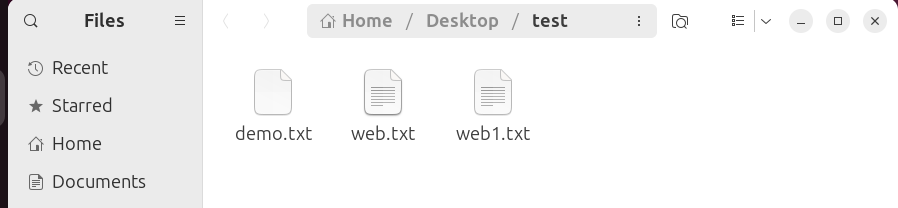 Files
Home / Desktop / test
Recent
Starred
Home
Documents
demo.txt
web.txt
web1.txt